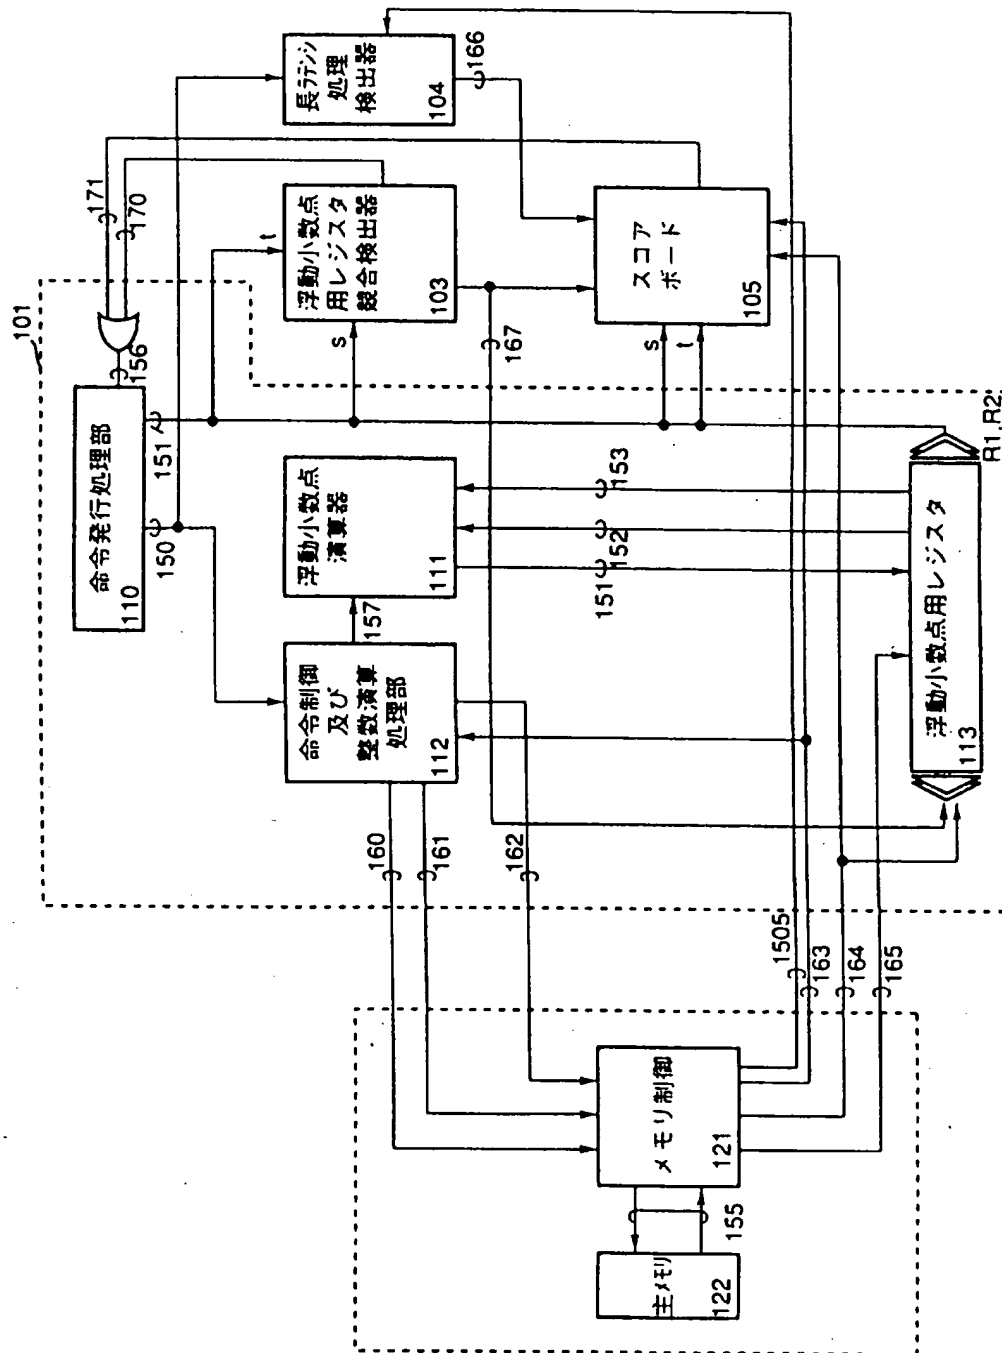 101
命令発行処理部
110
156
171
170
150
151
長ラテンシ
処理
検出器
104
166
浮動小数点
用レジスタ
競合検出器
103
s
t
167
スコア
ボード
105
s
t
命令制御
及び
整数演算
処理部
112
157
浮動小数点
演算器
111
151
152
153
160
161
162
浮動小数点用レジスタ
113
R1,R2
1505
163
164
165
メモリ制御
121
155
主メモリ
122